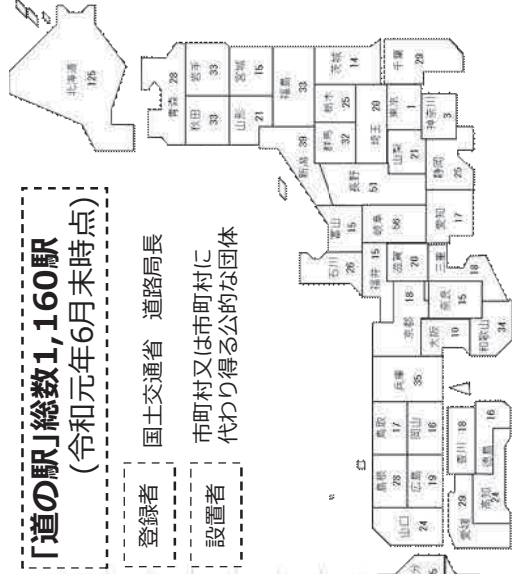 「道の駅」総数1,160駅
(令和元年6月末時点)
登録者
国土交通省 道路局長
設置者
市町村又は市町村に
代わり得る公的な団体
北海道
125
青森
28
秋田
33
岩手
33
山形
21
宮城
15
福島
33
新潟
39
群馬
32
栃木
25
茨城
14
埼玉
20
千葉
29
東京
1
神奈川
3
山梨
21
長野
51
静岡
25
富山
15
石川
26
岐阜
56
愛知
17
福井
15
滋賀
20
三重
18
京都
18
奈良
15
大阪
10
和歌山
34
兵庫
35
鳥取
17
岡山
16
島根
28
広島
19
山口
24
香川
18
徳島
16
愛媛
29
高知
24